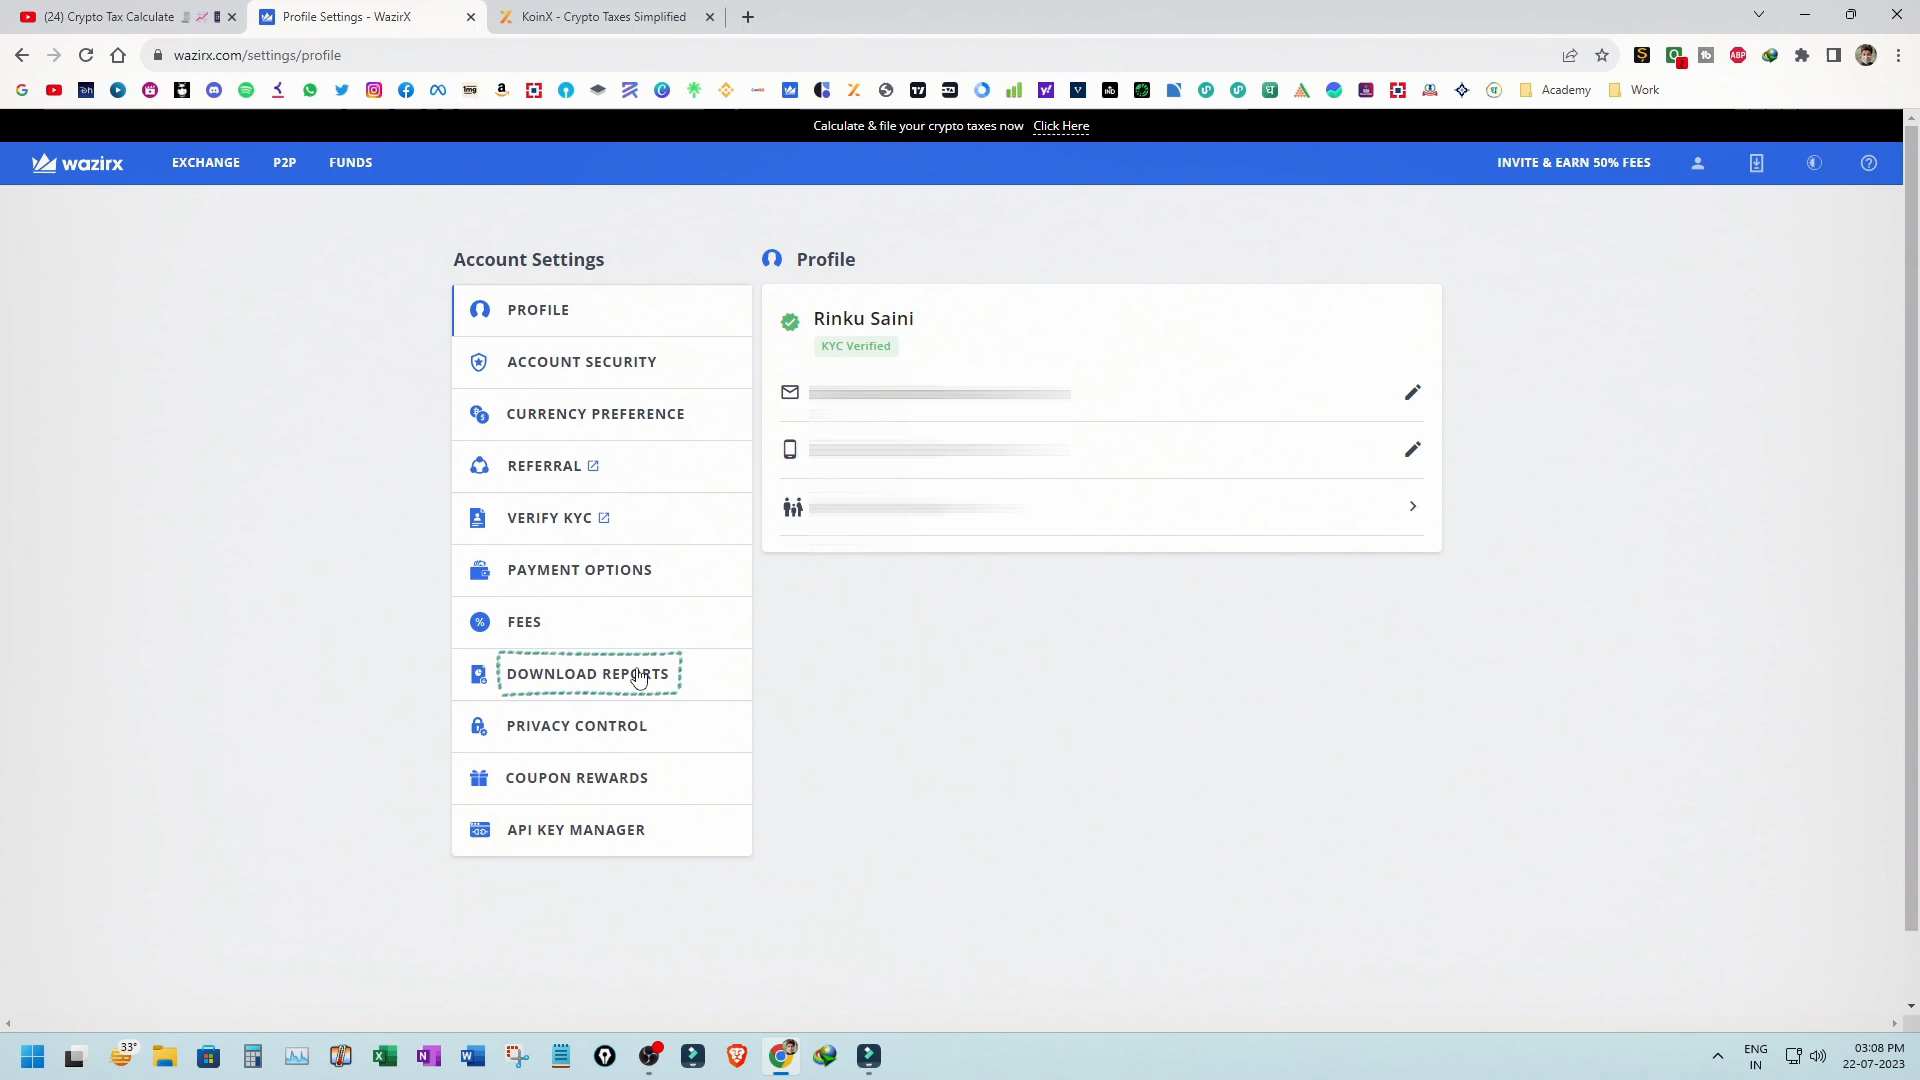 (24) Crypto Tax Calculate
Profile Settings - WazirX
KoinX - Crypto Taxes Simplified
wazirx.com/settings/profile
Academy
Work
Calculate & file your crypto taxes now Click Here
wazirx
EXCHANGE
P2P
FUNDS
INVITE & EARN 50% FEES
Account Settings
Profile
PROFILE
ACCOUNT SECURITY
CURRENCY PREFERENCE
REFERRAL
VERIFY KYC
PAYMENT OPTIONS
FEES
DOWNLOAD REPORTS
PRIVACY CONTROL
COUPON REWARDS
API KEY MANAGER
Rinku Saini
KYC Verified
33°
ENG
IN
03:08 PM
22-07-2023